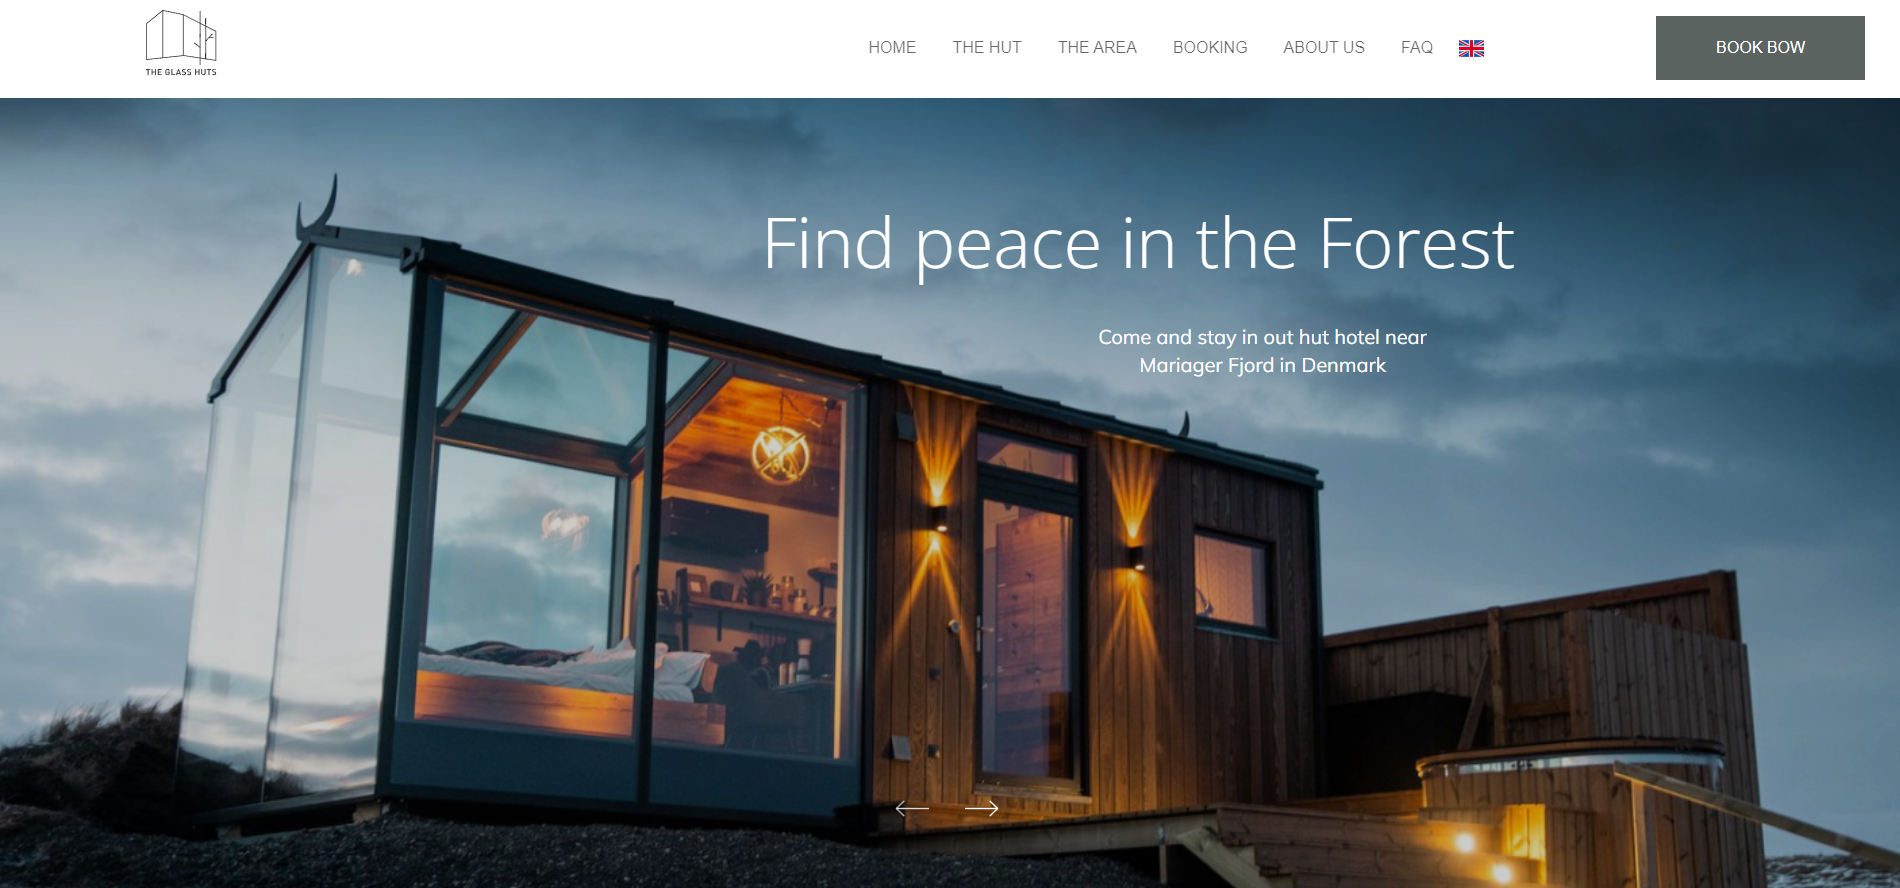 THE GLASS HUTS
HOME THE HUT THE AREA BOOKING ABOUT US FAQ
BOOK BOW
Find peace in the Forest
Come and stay in out hut hotel near
Mariager Fjord in Denmark